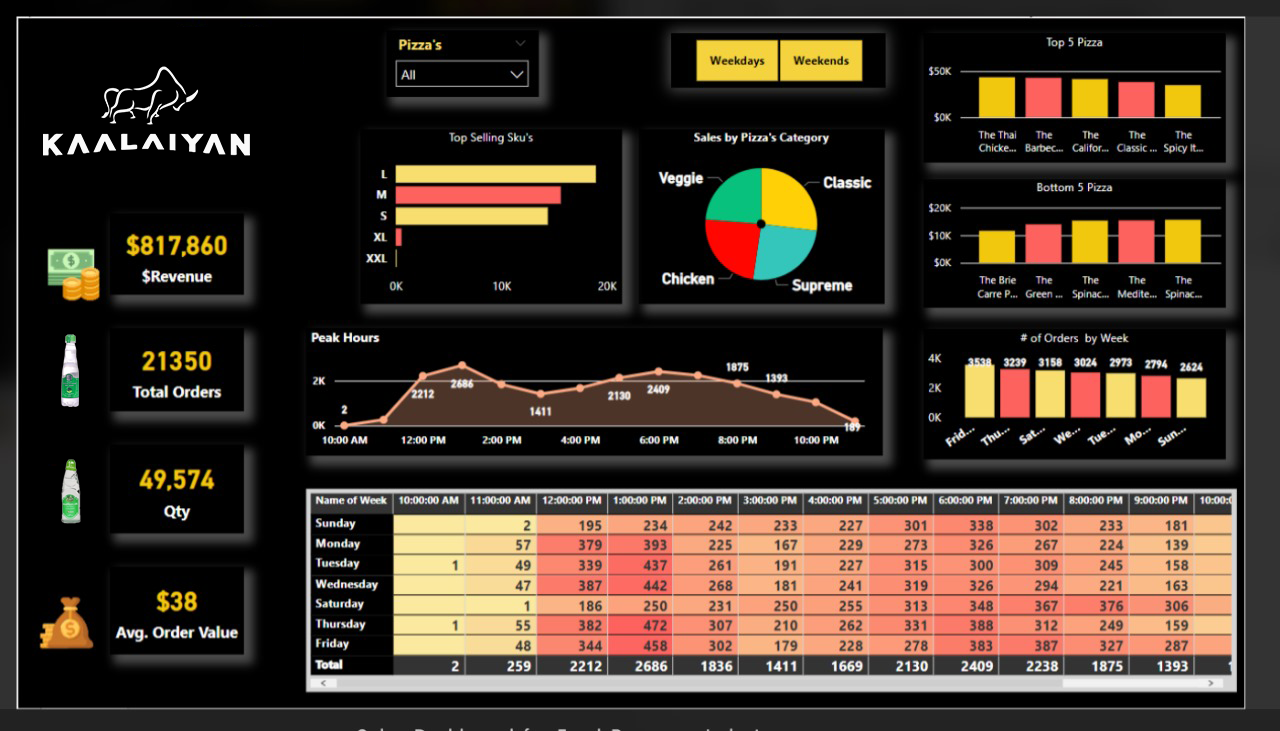 Pizza's
All
Weekdays
Weekends
KAALAIYAN
$817,860
$Revenue
21350
Total Orders
49,574
Qty
$38
Avg. Order Value
Top Selling Sku's
L
M
S
XL
XXL
0K 10K 20K
Sales by Pizza's Category
Veggie
Classic
Chicken
Supreme
Top 5 Pizza
$50K
$0K
The Thai Chicke...
The Barbec...
The Califor...
The Classic ...
The Spicy It...
Bottom 5 Pizza
$20K
$10K
$0K
The Brie Carre P...
The Green ...
The Spinac...
The Medite...
The Spinac...
Peak Hours
2K
0K
2 2212 2686 1411 2130 2409 1875 1393 189
10:00 AM 12:00 PM 2:00 PM 4:00 PM 6:00 PM 8:00 PM 10:00 PM
# of Orders by Week
4K
2K
0K
3538 3239 3158 3024 2973 2794 2624
Frid... Thu... Sat... We... Tue... Mo... Sun...
Name of Week 10:00:00 AM 11:00:00 AM 12:00:00 PM 1:00:00 PM 2:00:00 PM 3:00:00 PM 4:00:00 PM 5:00:00 PM 6:00:00 PM 7:00:00 PM 8:00:00 PM 9:00:00 PM 10:00:
Sunday 2 195 234 242 233 227 301 338 302 233 181
Monday 57 379 393 225 167 229 273 326 267 224 139
Tuesday 1 49 339 437 261 191 227 315 300 309 245 158
Wednesday 47 387 442 268 181 241 319 326 294 221 163
Saturday 1 186 250 231 250 255 313 348 367 376 306
Thursday 1 55 382 472 307 210 262 331 388 312 249 159
Friday 48 344 458 302 179 228 278 383 387 327 287
Total 2 259 2212 2686 1836 1411 1669 2130 2409 2238 1875 1393